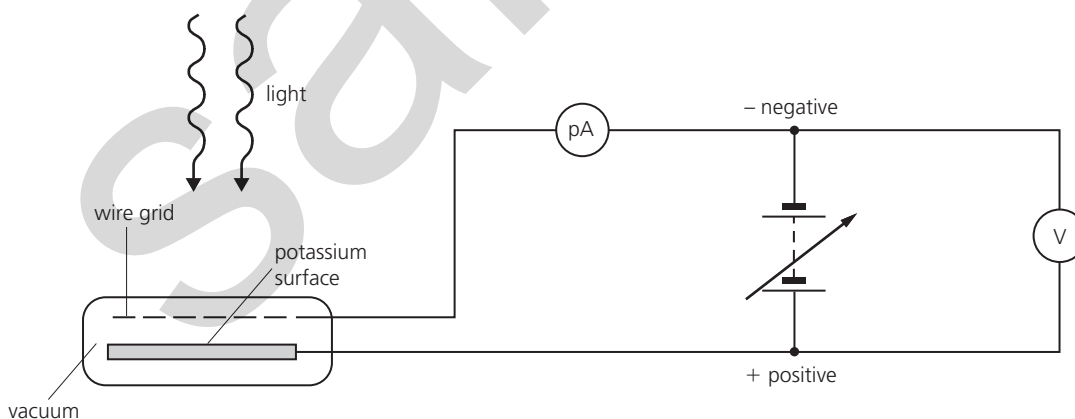 light
pA
– negative
wire grid
V
potassium
surface
+ positive
vacuum